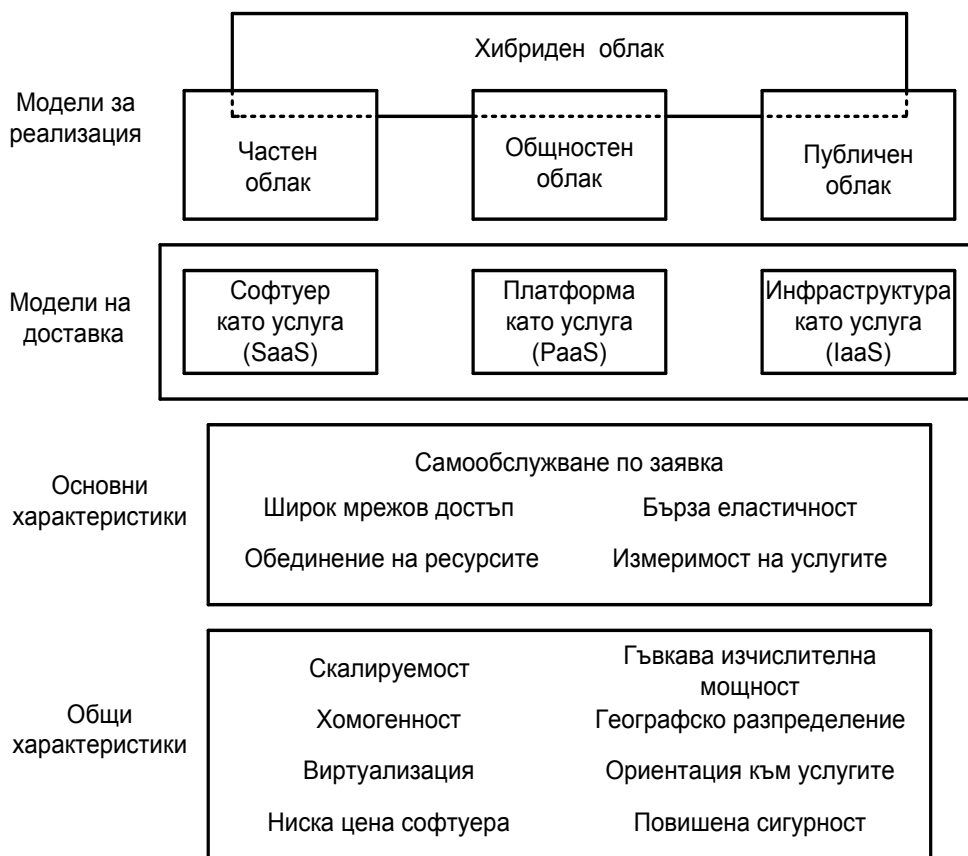 Хибриден облак
Модели за
реализация
Частен
облак
Общностен
облак
Публичен
облак
Модели на
доставка
Софтуер
като услуга
(SaaS)
Платформа
като услуга
(PaaS)
Инфраструктура
като услуга
(IaaS)
Основни
характеристики
Самообслужване по заявка
Широк мрежов достъп
Бърза еластичност
Обединение на ресурсите
Измеримост на услугите
Общи
характеристики
Скалируемост
Гъвкава изчислителна
мощност
Хомогенност
Географско разпределение
Виртуализация
Ориентация към услугите
Ниска цена софтуера
Повишена сигурност